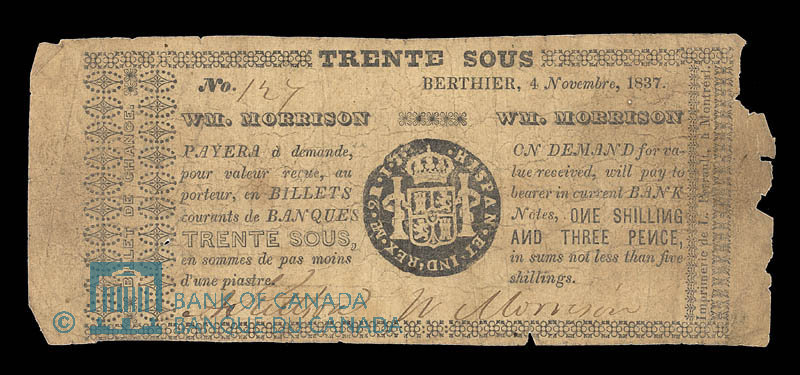 TRENTE SOUS
No. 127
BERTHIER, 4 Novembre, 1837.
WM. MORRISON
WM. MORRISON
PAYERA à demande,
pour valeur reçue, au
porteur, en BILLETS
courants de BANQUES
TRENTE SOUS,
en sommes de pas moins
d'une piastre.
HISPAN·ET·IND·REX·M
ON DEMAND for va-
lue received, will pay to
bearer in current BANK
Notes, ONE SHILLING
AND THREE PENCE,
in sums not less than five
shillings.
W. Morrison
BILLET DE CHANGE.
Imprimerie de L. Perrault, à Montréal.
© BANK OF CANADA
BANQUE DU CANADA